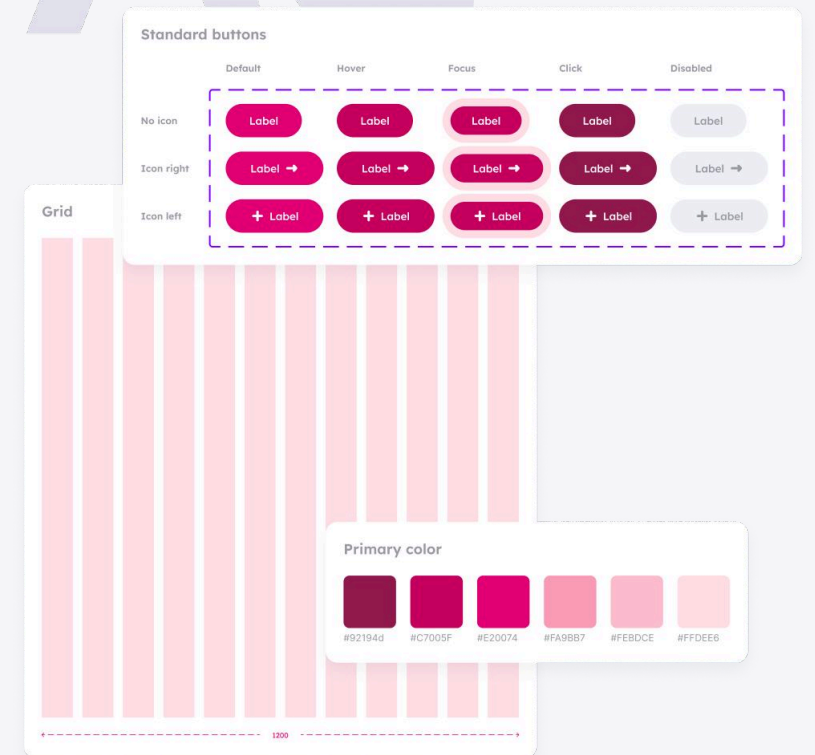 Standard buttons
Default Hover Focus Click Disabled
No icon Label Label Label Label Label
Icon right Label → Label → Label → Label → Label →
Icon left + Label + Label + Label + Label + Label
Grid
Primary color
#92194d #C7005F #E20074 #FA9BB7 #FEBDCE #FFDEE6
1200